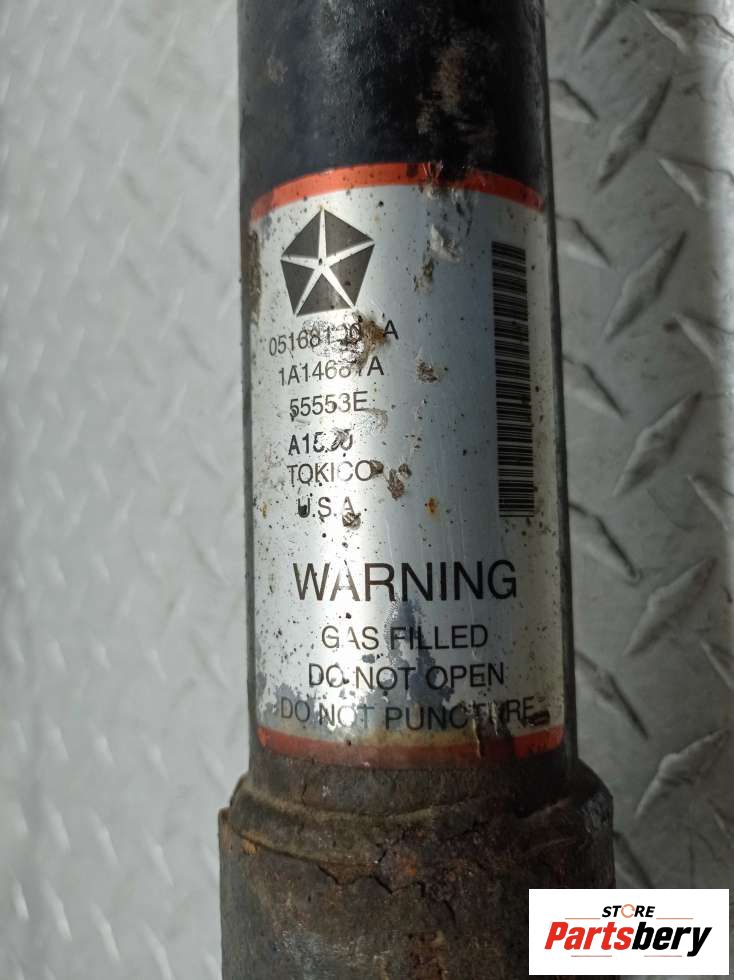 55553E
TOKICO
U.S.A.
WARNING
GAS FILLED
DO NOT OPEN
DO NOT PUNCTURE
STORE
Partsbery